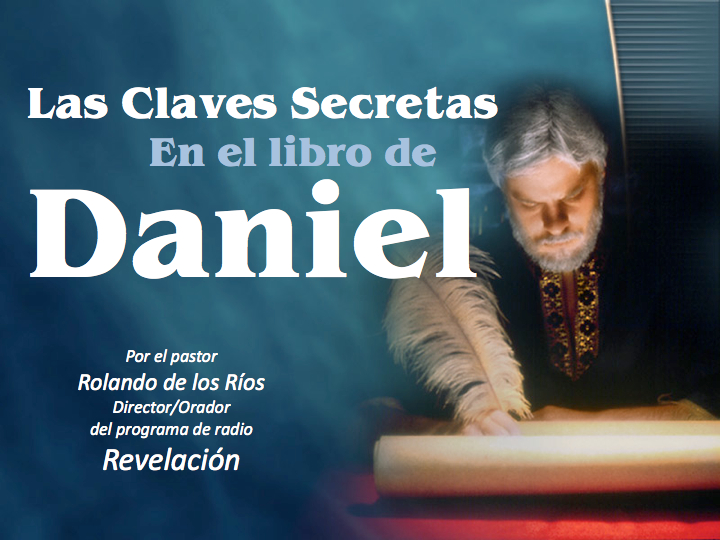 Las Claves Secretas
En el libro de
Daniel
Por el pastor
Rolando de los Ríos
Director/Orador
del programa de radio
Revelación